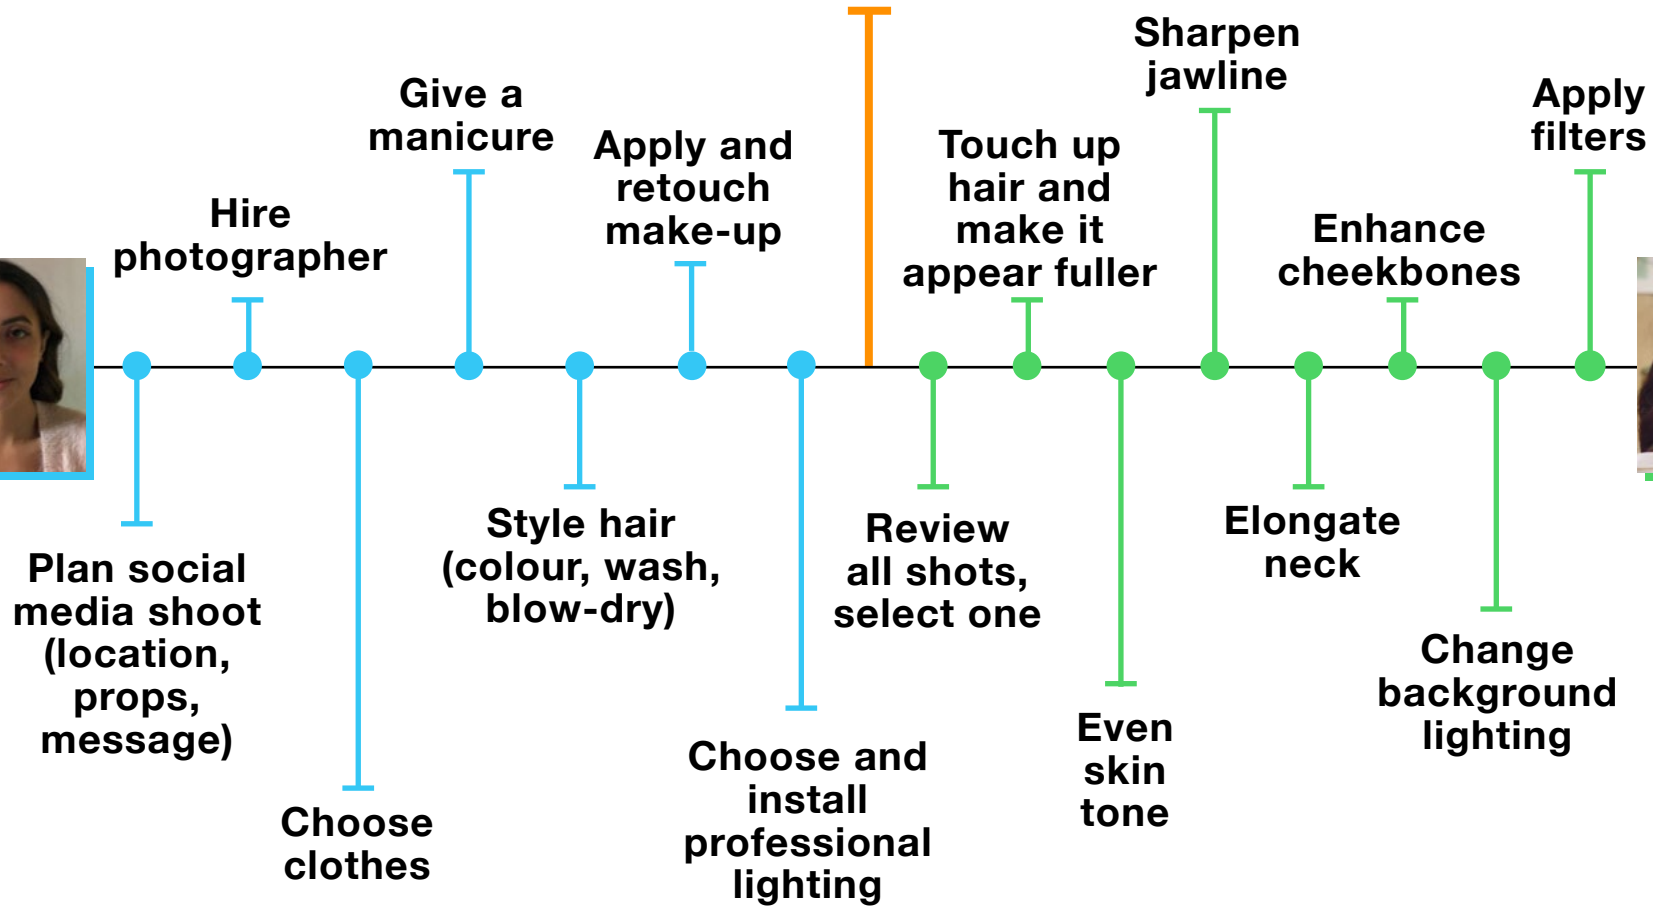 Plan social
media shoot
(location,
props,
message)
Hire
photographer
Choose
clothes
Give a
manicure
Style hair
(colour, wash,
blow-dry)
Apply and
retouch
make-up
Choose and
install
professional
lighting
Review
all shots,
select one
Touch up
hair and
make it
appear fuller
Even
skin
tone
Sharpen
jawline
Elongate
neck
Enhance
cheekbones
Change
background
lighting
Apply
filters